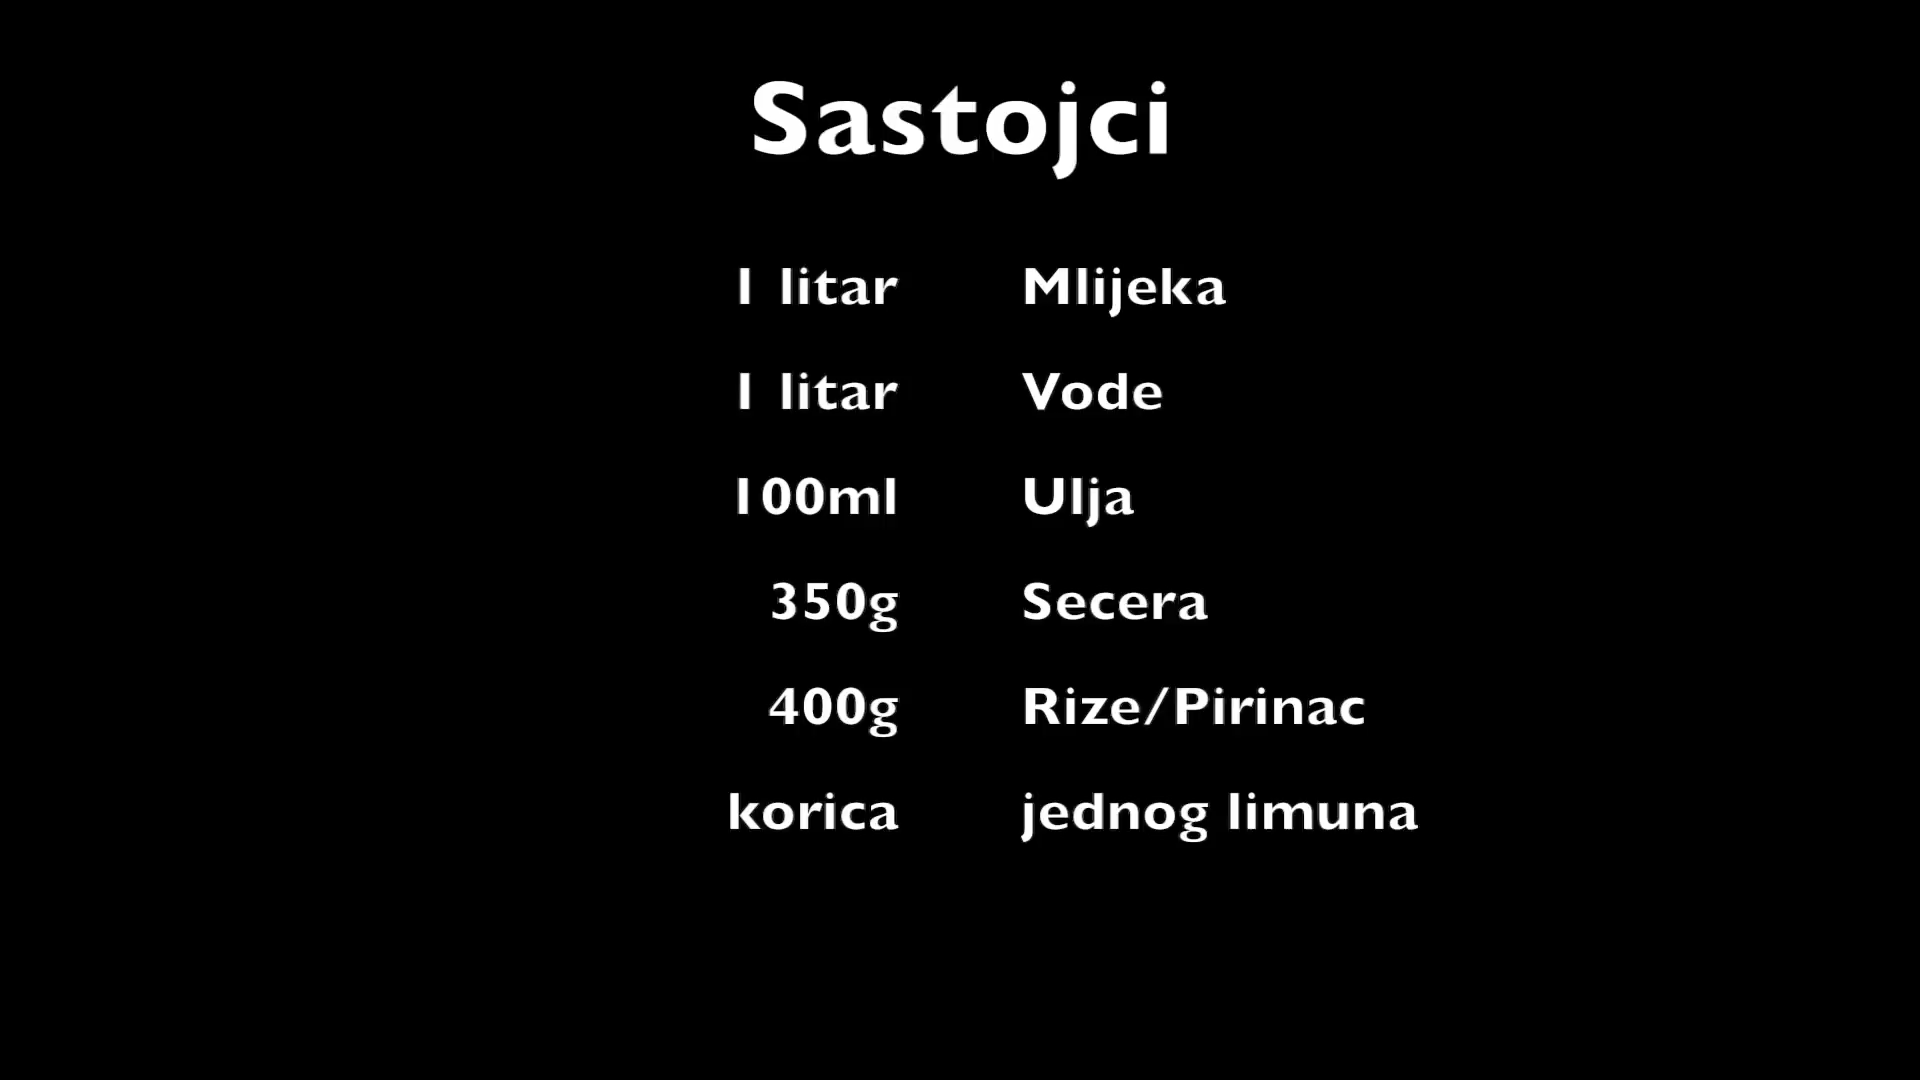 Sastojci
1 litar Mlijeka
1 litar Vode
100ml Ulja
350g Secera
400g Rize/Pirinac
korica jednog limuna